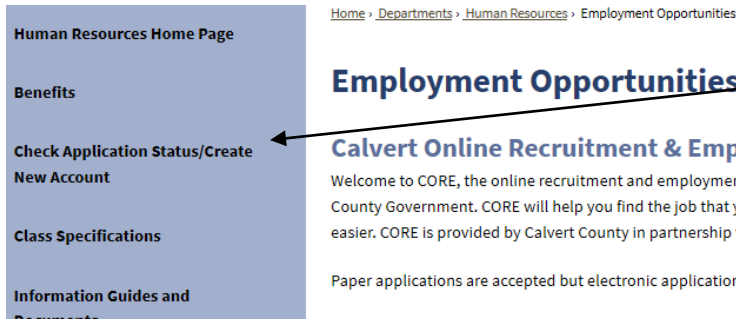 Human Resources Home Page
Benefits
Check Application Status/Create
New Account
Class Specifications
Information Guides and
Documents
Home › Departments › Human Resources › Employment Opportunities
Employment Opportunities
Calvert Online Recruitment & Emp
Welcome to CORE, the online recruitment and employmen
County Government. CORE will help you find the job that y
easier. CORE is provided by Calvert County in partnership
Paper applications are accepted but electronic application